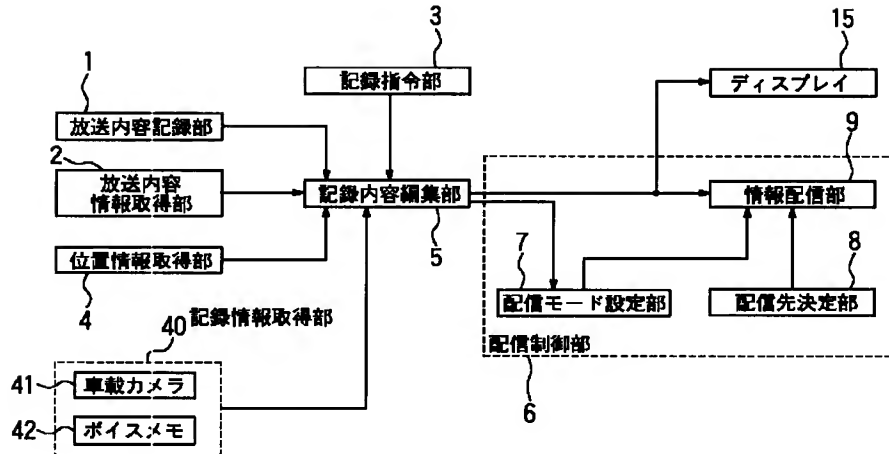 3
15
記録指令部
ディスプレイ
1
放送内容記録部
9
2
放送内容
情報取得部
記録内容編集部
情報配信部
5
位置情報取得部
4
7
8
配信モード設定部
配信先決定部
40
記録情報取得部
配信制御部
6
41
車載カメラ
42
ボイスメモ